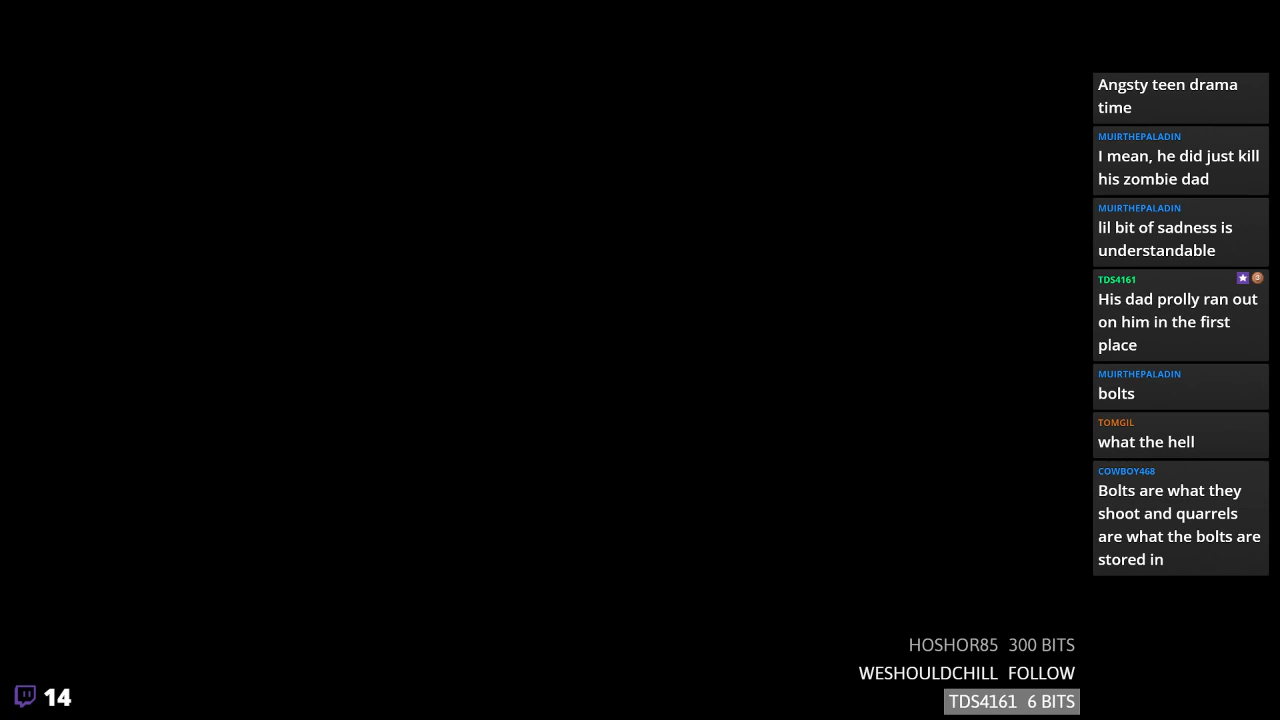 Angsty teen drama
time
MUIRTHEPALADIN
I mean, he did just kill
his zombie dad
MUIRTHEPALADIN
lil bit of sadness is
understandable
TDS4161 3
His dad prolly ran out
on him in the first
place
MUIRTHEPALADIN
bolts
TOMGIL
what the hell
COWBOY468
Bolts are what they
shoot and quarrels
are what the bolts are
stored in
HOSHOR85 300 BITS
WESHOULDCHILL FOLLOW
TDS4161 6 BITS
14